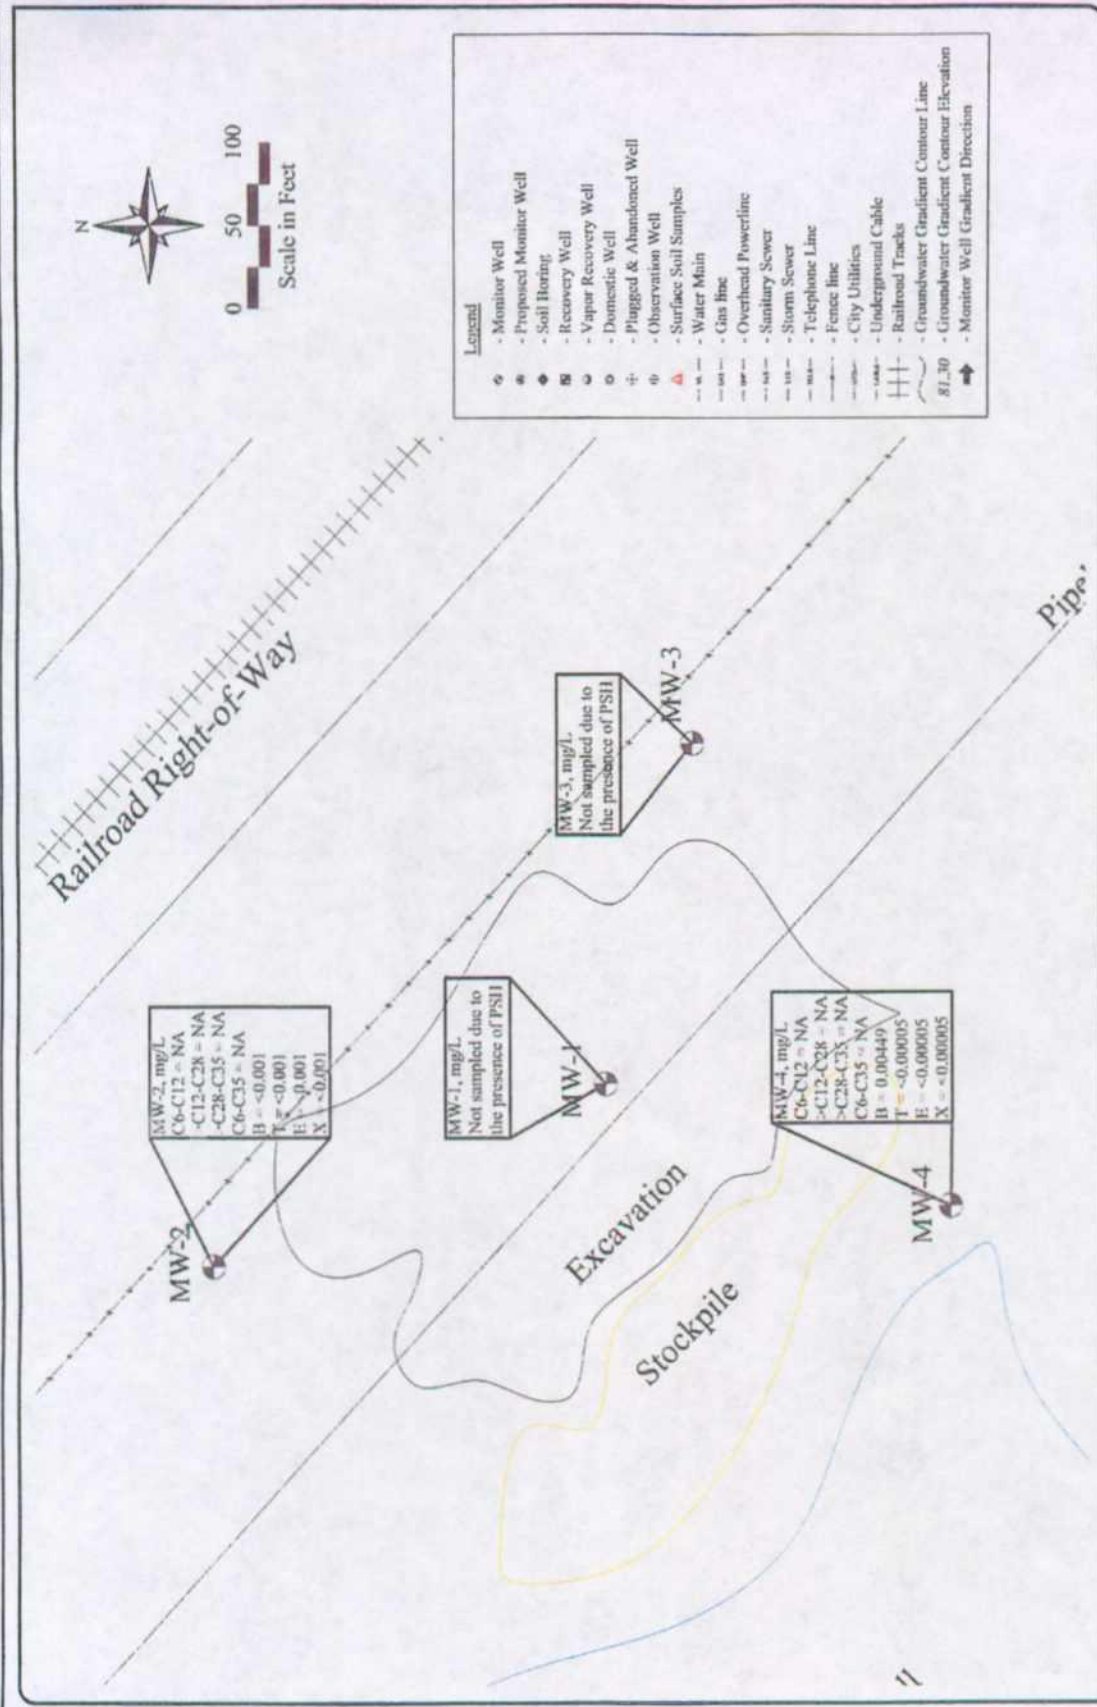 N
0 50 100
Scale in Feet
Legend
- Monitor Well
- Proposed Monitor Well
- Soil Boring
- Recovery Well
- Vapor Recovery Well
- Domestic Well
- Plugged & Abandoned Well
- Observation Well
- Surface Soil Samples
- Water Main
- Gas line
- Overhead Powerline
- Sanitary Sewer
- Storm Sewer
- Telephone Line
- Fence line
- City Utilities
- Underground Cable
- Railroad Tracks
- Groundwater Gradient Contour Line
81.30 - Groundwater Gradient Contour Elevation
- Monitor Well Gradient Direction
Railroad Right-of-Way
MW-2, mg/L
C6-C12 = NA
-C12-C28 = NA
-C28-C35 = NA
C6-C35 = NA
B = <0.001
T = <0.001
E = <0.001
X = <0.001
MW-2
MW-1, mg/L
Not sampled due to
the presence of PSH
MW-1
MW-3, mg/L
Not sampled due to
the presence of PSH
MW-3
Excavation
Stockpile
MW-4, mg/L
C6-C12 = NA
>C12-C28 = NA
>C28-C35 = NA
C6-C35 = NA
B = 0.00449
T = <0.00005
E = <0.00005
X = <0.00005
MW-4
Pipe